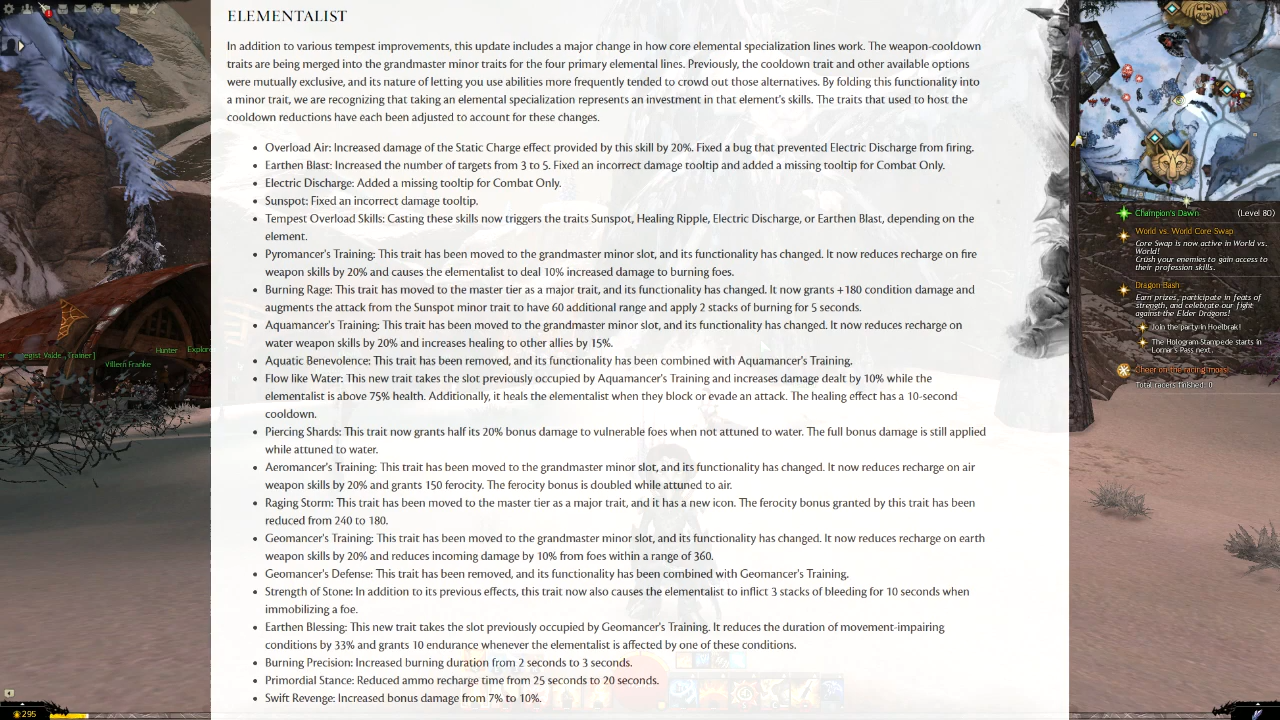 ELEMENTALIST
In addition to various tempest improvements, this update includes a major change in how core elemental specialization lines work. The weapon-cooldown
traits are being merged into the grandmaster minor traits for the four primary elemental lines. Previously, the cooldown trait and other available options
were mutually exclusive, and its nature of letting you use abilities more frequently tended to crowd out those alternatives. By folding this functionality into
a minor trait, we are recognizing that taking an elemental specialization represents an investment in that element's skills. The traits that used to host the
cooldown reductions have each been adjusted to account for these changes.
• Overload Air: Increased damage of the Static Charge effect provided by this skill by 20%. Fixed a bug that prevented Electric Discharge from firing.
• Earthen Blast: Increased the number of targets from 3 to 5. Fixed an incorrect damage tooltip and added a missing tooltip for Combat Only.
• Electric Discharge: Added a missing tooltip for Combat Only.
• Sunspot: Fixed an incorrect damage tooltip.
• Tempest Overload Skills: Casting these skills now triggers the traits Sunspot, Healing Ripple, Electric Discharge, or Earthen Blast, depending on the
element.
• Pyromancer's Training: This trait has been moved to the grandmaster minor slot, and its functionality has changed. It now reduces recharge on fire
weapon skills by 20% and causes the elementalist to deal 10% increased damage to burning foes.
• Burning Rage: This trait has moved to the master tier as a major trait, and its functionality has changed. It now grants +180 condition damage and
augments the attack from the Sunspot minor trait to have 60 additional range and apply 2 stacks of burning for 5 seconds.
• Aquamancer's Training: This trait has been moved to the grandmaster minor slot, and its functionality has changed. It now reduces recharge on
water weapon skills by 20% and increases healing to other allies by 15%.
• Aquatic Benevolence: This trait has been removed, and its functionality has been combined with Aquamancer's Training.
• Flow like Water: This new trait takes the slot previously occupied by Aquamancer's Training and increases damage dealt by 10% while the
elementalist is above 75% health. Additionally, it heals the elementalist when they block or evade an attack. The healing effect has a 10-second
cooldown.
• Piercing Shards: This trait now grants half its 20% bonus damage to vulnerable foes when not attuned to water. The full bonus damage is still applied
while attuned to water.
• Aeromancer's Training: This trait has been moved to the grandmaster minor slot, and its functionality has changed. It now reduces recharge on air
weapon skills by 20% and grants 150 ferocity. The ferocity bonus is doubled while attuned to air.
• Raging Storm: This trait has been moved to the master tier as a major trait, and it has a new icon. The ferocity bonus granted by this trait has been
reduced from 240 to 180.
• Geomancer's Training: This trait has been moved to the grandmaster minor slot, and its functionality has changed. It now reduces recharge on earth
weapon skills by 20% and reduces incoming damage by 10% from foes within a range of 360.
• Geomancer's Defense: This trait has been removed, and its functionality has been combined with Geomancer's Training.
• Strength of Stone: In addition to its previous effects, this trait now also causes the elementalist to inflict 3 stacks of bleeding for 10 seconds when
immobilizing a foe.
• Earthen Blessing: This new trait takes the slot previously occupied by Geomancer's Training. It reduces the duration of movement-impairing
conditions by 33% and grants 10 endurance whenever the elementalist is affected by one of these conditions.
• Burning Precision: Increased burning duration from 2 seconds to 3 seconds.
• Primordial Stance: Reduced ammo recharge time from 25 seconds to 20 seconds.
• Swift Revenge: Increased bonus damage from 7% to 10%.
Champion's Dawn (Level 80)
World vs. World Core Swap
Core Swap is now active in World vs.
World!
Crush your enemies to gain access to
their profession skills.
Dragon Bash
Earn prizes, participate in feats of
strength, and celebrate our fight
against the Elder Dragons!
Join the party in Hoelbrak!
The Hologram Stampede starts in
Lornar's Pass next.
Cheer on the racing moas!
Total racers finished: 0
Trainer]
Hunter
Explore
Villem Franke
295